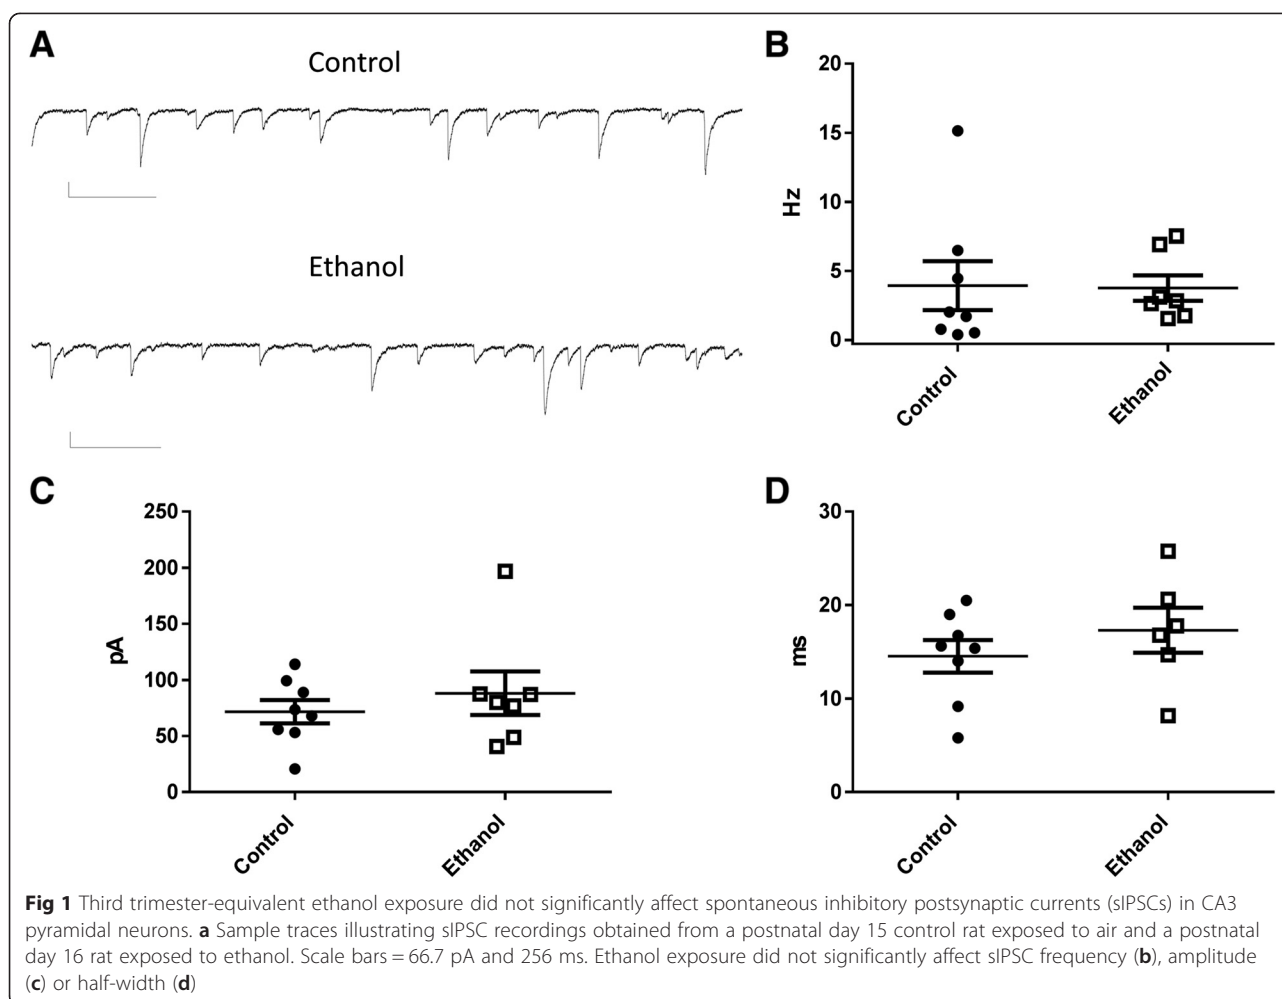 A
Control
Ethanol
B
20
15
10
5
0
Hz
Control
Ethanol
C
250
200
150
100
50
0
pA
Control
Ethanol
D
30
20
10
0
ms
Control
Ethanol
Fig 1 Third trimester-equivalent ethanol exposure did not significantly affect spontaneous inhibitory postsynaptic currents (sIPSCs) in CA3
pyramidal neurons. a Sample traces illustrating sIPSC recordings obtained from a postnatal day 15 control rat exposed to air and a postnatal
day 16 rat exposed to ethanol. Scale bars = 66.7 pA and 256 ms. Ethanol exposure did not significantly affect sIPSC frequency (b), amplitude
(c) or half-width (d)